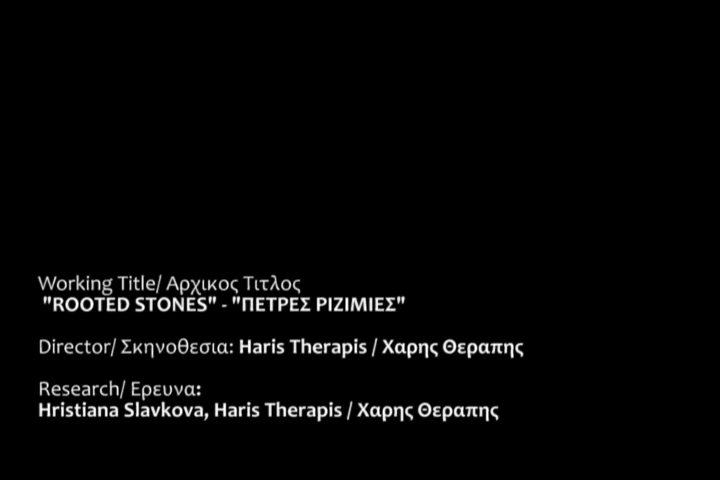 Working Title/ Αρχικος Τιτλος
"ROOTED STONES" - "ΠΕΤΡΕΣ ΡΙΖΙΜΙΕΣ"
Director/ Σκηνοθεσια: Haris Therapis / Χαρης Θεραπης
Research/ Ερευνα:
Hristiana Slavkova, Haris Therapis / Χαρης Θεραπης